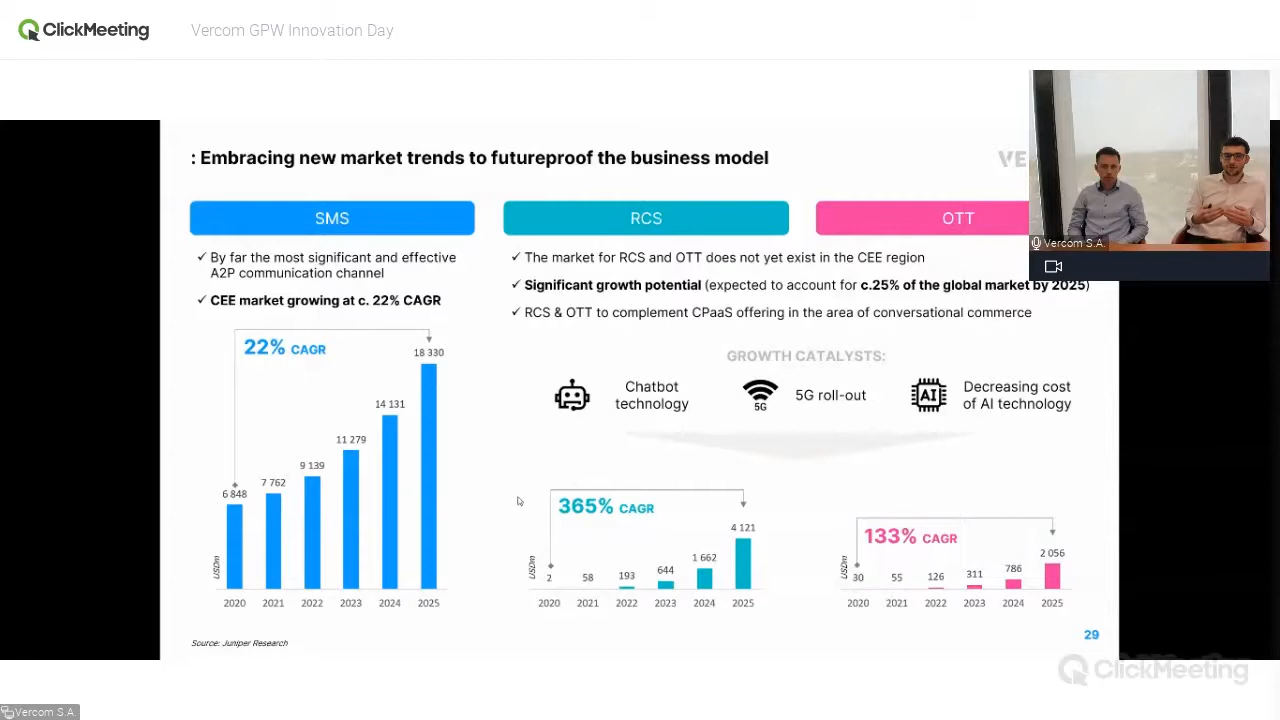 ClickMeeting
Vercom GPW Innovation Day
: Embracing new market trends to futureproof the business model
VE
Vercom S.A.
SMS
RCS
OTT
✓ By far the most significant and effective
A2P communication channel
✓ CEE market growing at c. 22% CAGR
✓ The market for RCS and OTT does not yet exist in the CEE region
✓ Significant growth potential (expected to account for c.25% of the global market by 2025)
✓ RCS & OTT to complement CPaaS offering in the area of conversational commerce
GROWTH CATALYSTS:
Chatbot
technology
5G
5G roll-out
AI
Decreasing cost
of AI technology
22% CAGR
6 848
7 762
9 139
11 279
14 131
18 330
USDm
2020 2021 2022 2023 2024 2025
365% CAGR
2
58
193
644
1 662
4 121
USDm
2020 2021 2022 2023 2024 2025
133% CAGR
30
55
126
311
786
2 056
USDm
2020 2021 2022 2023 2024 2025
Source: Juniper Research
29
ClickMeeting
Vercom S.A.